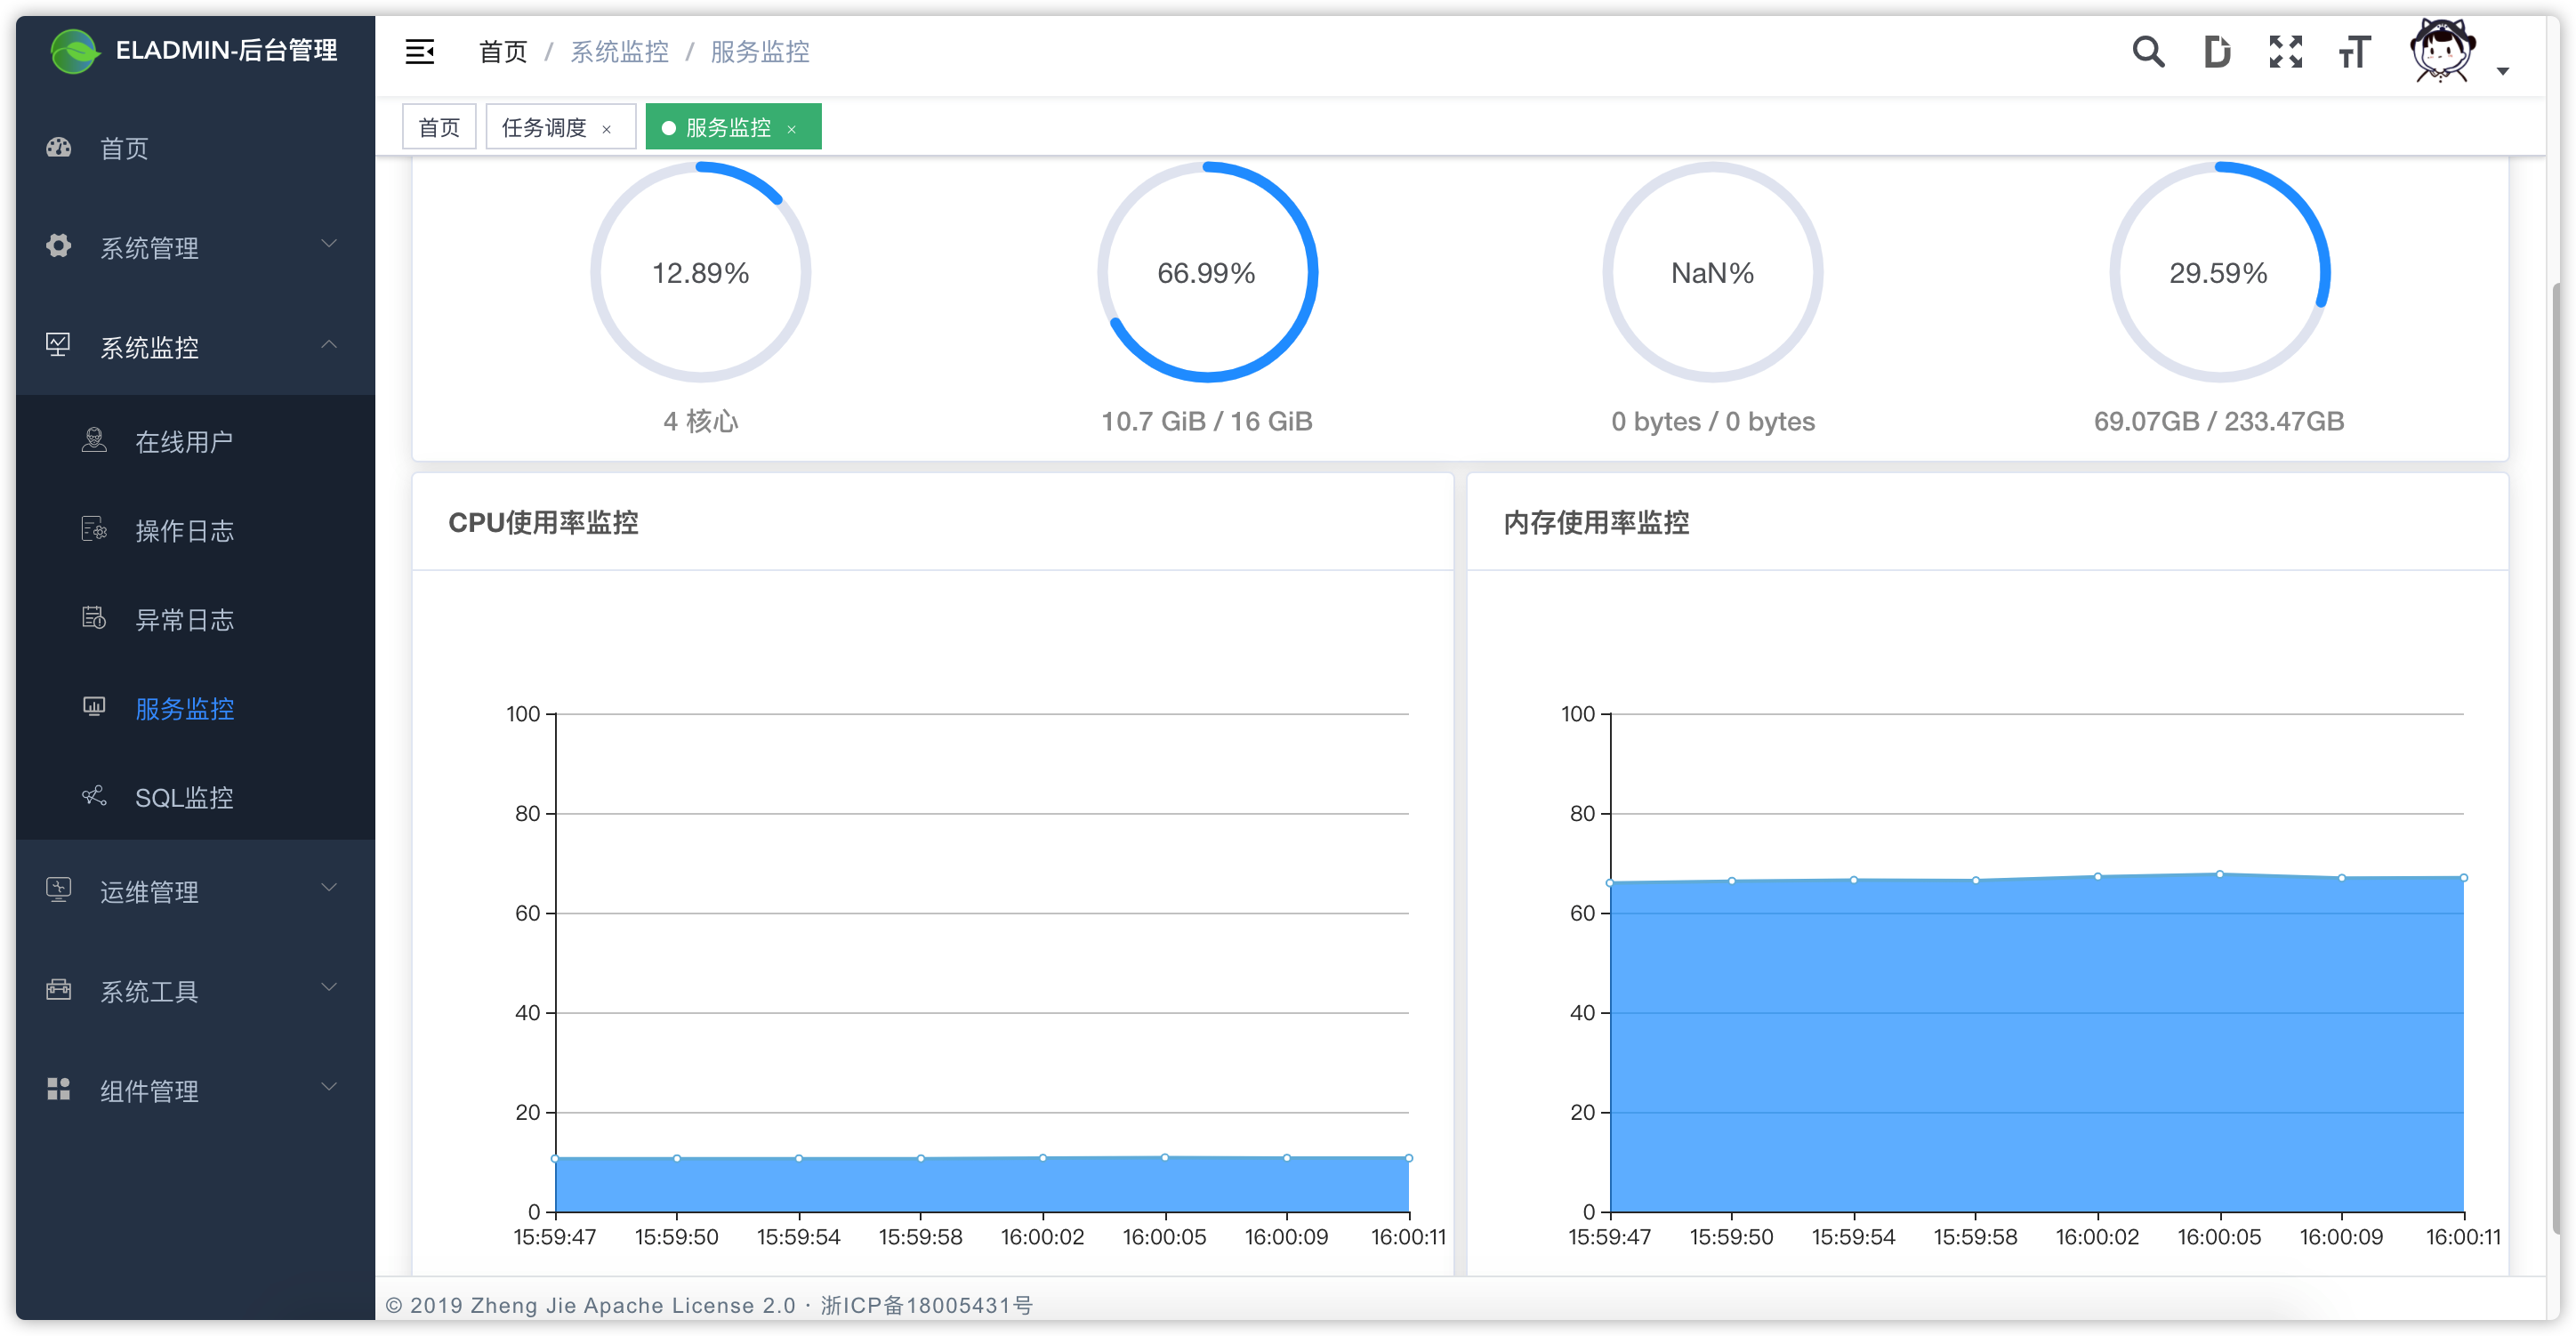 ELADMIN-后台管理
首页
系统管理
系统监控
在线用户
操作日志
异常日志
服务监控
SQL监控
运维管理
系统工具
组件管理
首页 / 系统监控 / 服务监控
首页 任务调度 × 服务监控 ×
12.89% 66.99% NaN% 29.59%
4 核心 10.7 GiB / 16 GiB 0 bytes / 0 bytes 69.07GB / 233.47GB
CPU使用率监控
100
80
60
40
20
0
15:59:47 15:59:50 15:59:54 15:59:58 16:00:02 16:00:05 16:00:09 16:00:11
内存使用率监控
100
80
60
40
20
0
15:59:47 15:59:50 15:59:54 15:59:58 16:00:02 16:00:05 16:00:09 16:00:11
© 2019 Zheng Jie Apache License 2.0 · 浙ICP备18005431号